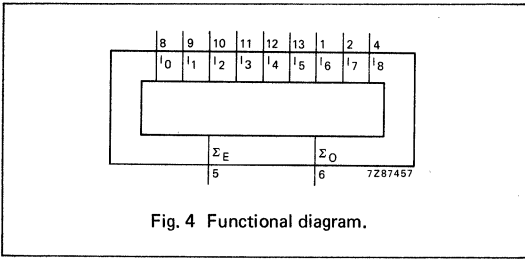 8 9 10 11 12 13 1 2 4
I0 I1 I2 I3 I4 I5 I6 I7 I8
ΣE ΣO
5 6 7Z87457
Fig. 4 Functional diagram.